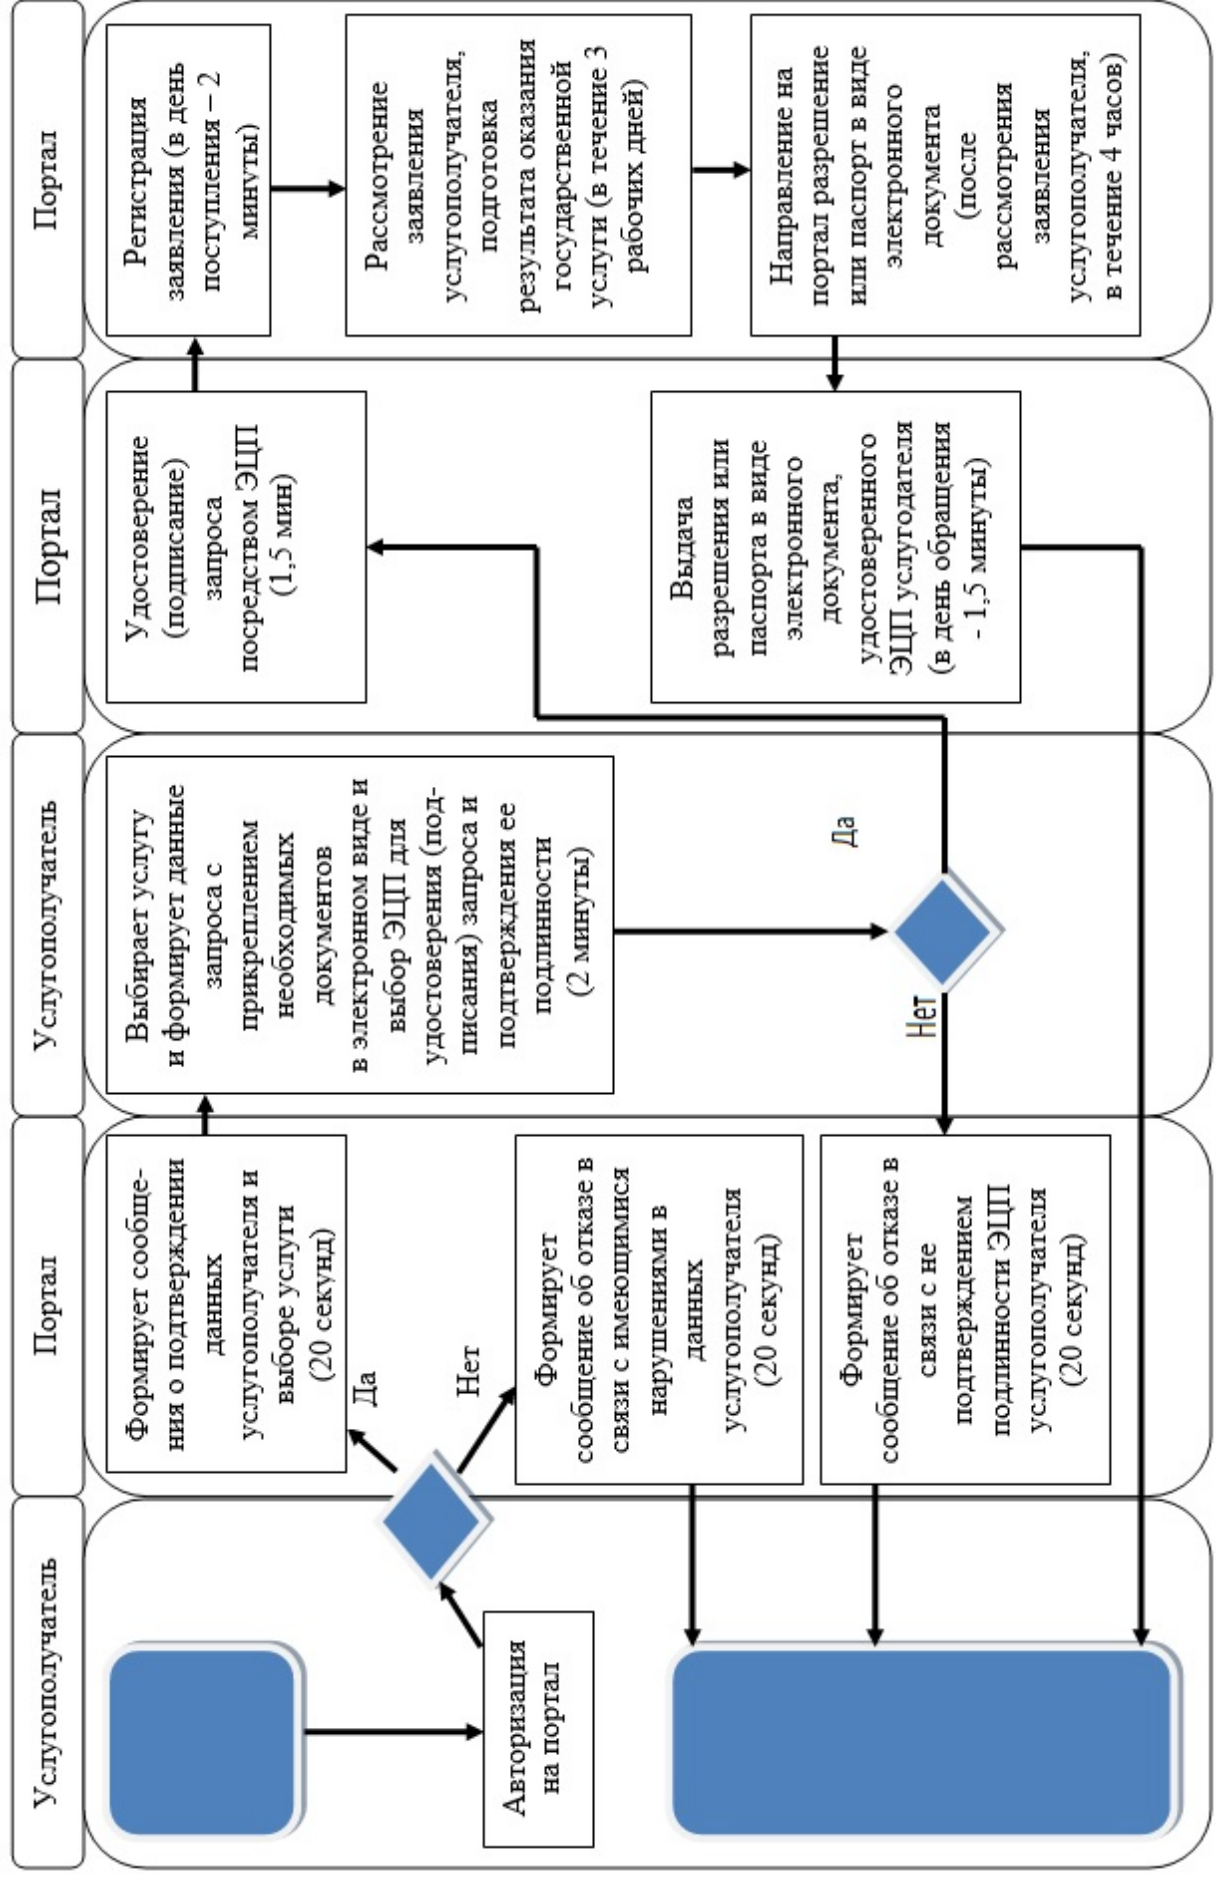 Услугополучатель
Портал
Услугополучатель
Портал
Портал
Авторизация
на портал
Формирует сообще-
ния о подтверждении
данных
услугополучателя и
выборе услуги
(20 секунд)
Да
Нет
Формирует
сообщение об отказе в
связи с имеющимися
нарушениями в
данных
услугополучателя
(20 секунд)
Формирует
сообщение об отказе в
связи с не
подтверждением
подлинности ЭЦП
услугополучателя
(20 секунд)
Выбирает услугу
и формирует данные
запроса с
прикреплением
необходимых
документов
в электронном виде и
выбор ЭЦП для
удостоверения (под-
писания) запроса и
подтверждения ее
подлинности
(2 минуты)
Нет
Да
Удостоверение
(подписание)
запроса
посредством ЭЦП
(1,5 мин)
Выдача
разрешения или
паспорта в виде
электронного
документа,
удостоверенного
ЭЦП услугодателя
(в день обращения
- 1,5 минуты)
Регистрация
заявления (в день
поступления – 2
минуты)
Рассмотрение
заявления
услугополучателя,
подготовка
результата оказания
государственной
услуги (в течение 3
рабочих дней)
Направление на
портал разрешение
или паспорт в виде
электронного
документа
(после
рассмотрения
заявления
услугополучателя,
в течение 4 часов)